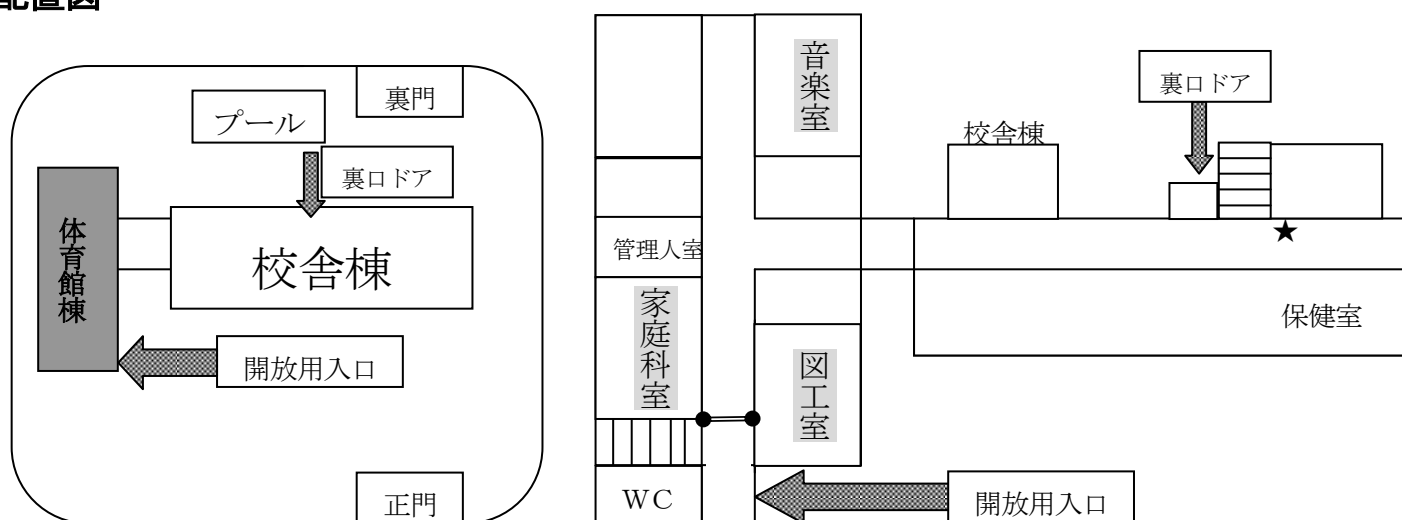 配置図
裏門
プール
裏口ドア
体育館棟
校舎棟
開放用入口
正門
音楽室
管理人室
家庭科室
図工室
WC
開放用入口
校舎棟
裏口ドア
★
保健室